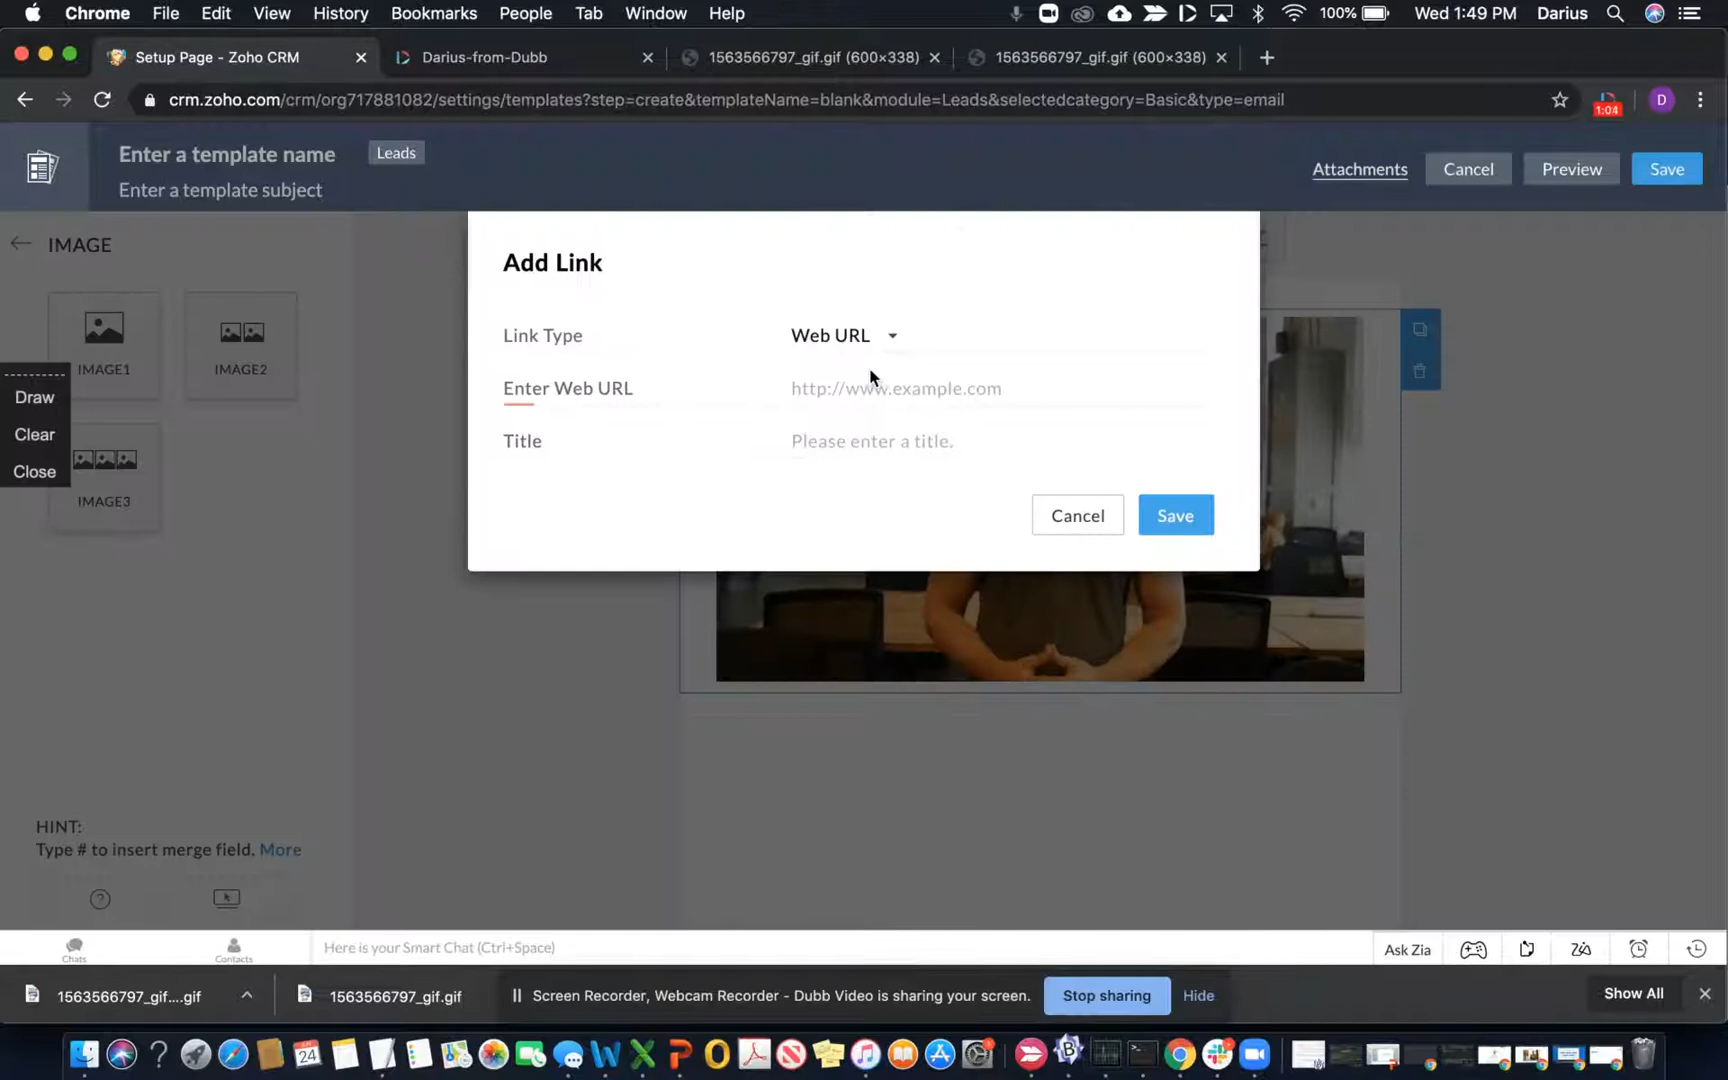 Chrome File Edit View History Bookmarks People Tab Window Help 100% Wed 1:49 PM Darius
Setup Page - Zoho CRM Darius-from-Dubb 1563566797_gif.gif (600×338) 1563566797_gif.gif (600×338)
crm.zoho.com/crm/org717881082/settings/templates?step=create&templateName=blank&module=Leads&selectedcategory=Basic&type=email D 1:04
Enter a template name Leads
Enter a template subject
Attachments Cancel Preview Save
IMAGE
IMAGE1 IMAGE2
IMAGE3
Draw
Clear
Close
Add Link
Link Type Web URL
Enter Web URL http://www.example.com
Title Please enter a title.
Cancel Save
HINT:
Type # to insert merge field. More
Chats Contacts Here is your Smart Chat (Ctrl+Space) Ask Zia
1563566797_gif....gif 1563566797_gif.gif Screen Recorder, Webcam Recorder - Dubb Video is sharing your screen. Stop sharing Hide Show All